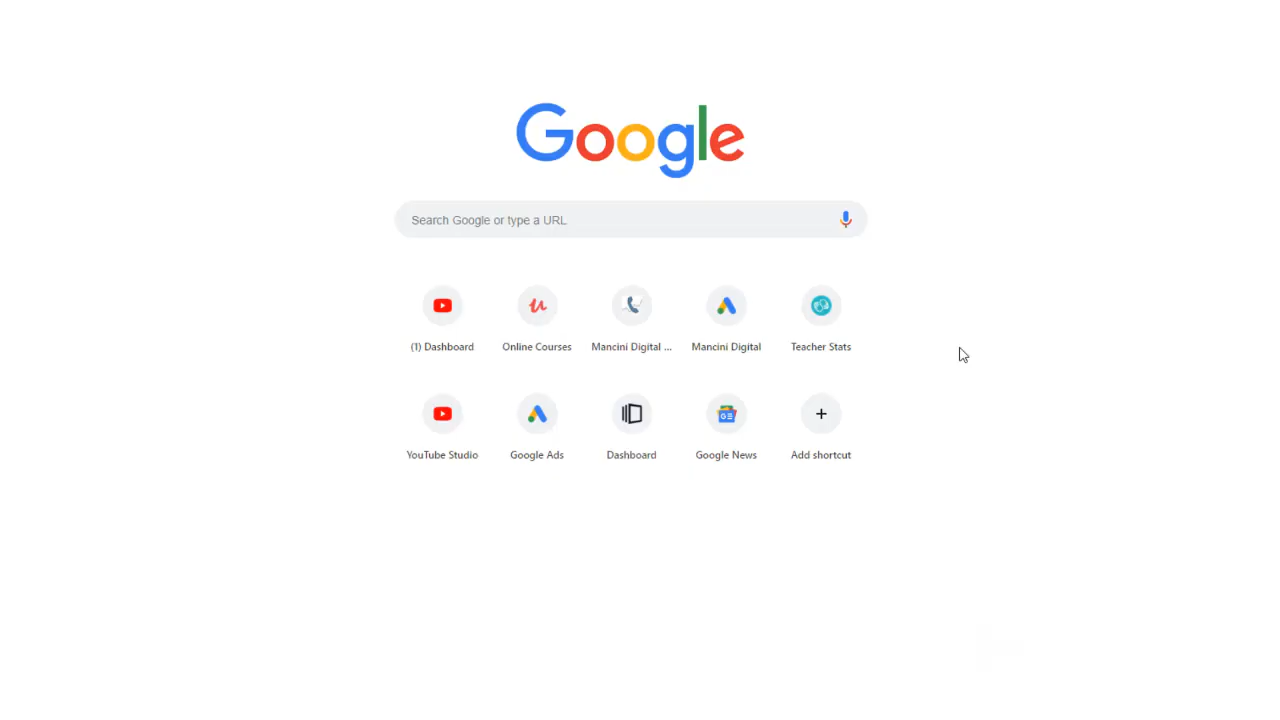 Google
Search Google or type a URL
(1) Dashboard
Online Courses
Mancini Digital ...
Mancini Digital
Teacher Stats
YouTube Studio
Google Ads
Dashboard
Google News
Add shortcut